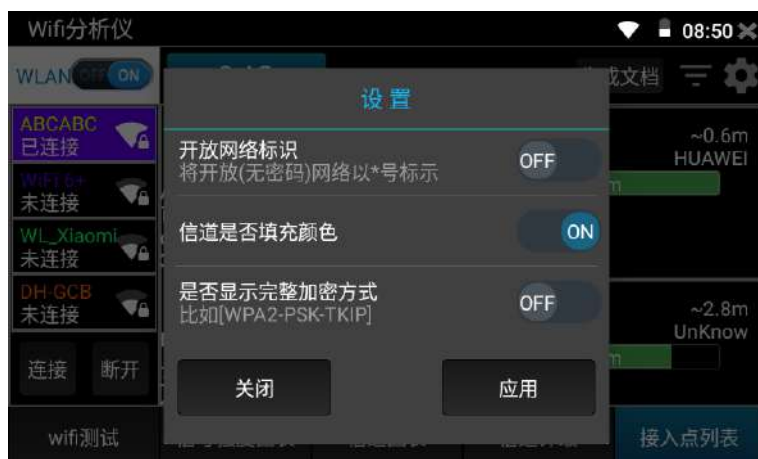 Wifi分析仪
08:50
WLAN OFF ON
成文档
设置
ABCABC
已连接
~0.6m
HUAWEI
开放网络标识
将开放(无密码)网络以*号标示
OFF
m
未连接
WL_Xiaomi
未连接
信道是否填充颜色
ON
DH-GCB
未连接
是否显示完整加密方式
比如[WPA2-PSK-TKIP]
OFF
~2.8m
UnKnow
m
连接
断开
关闭
应用
wifi测试
接入点列表